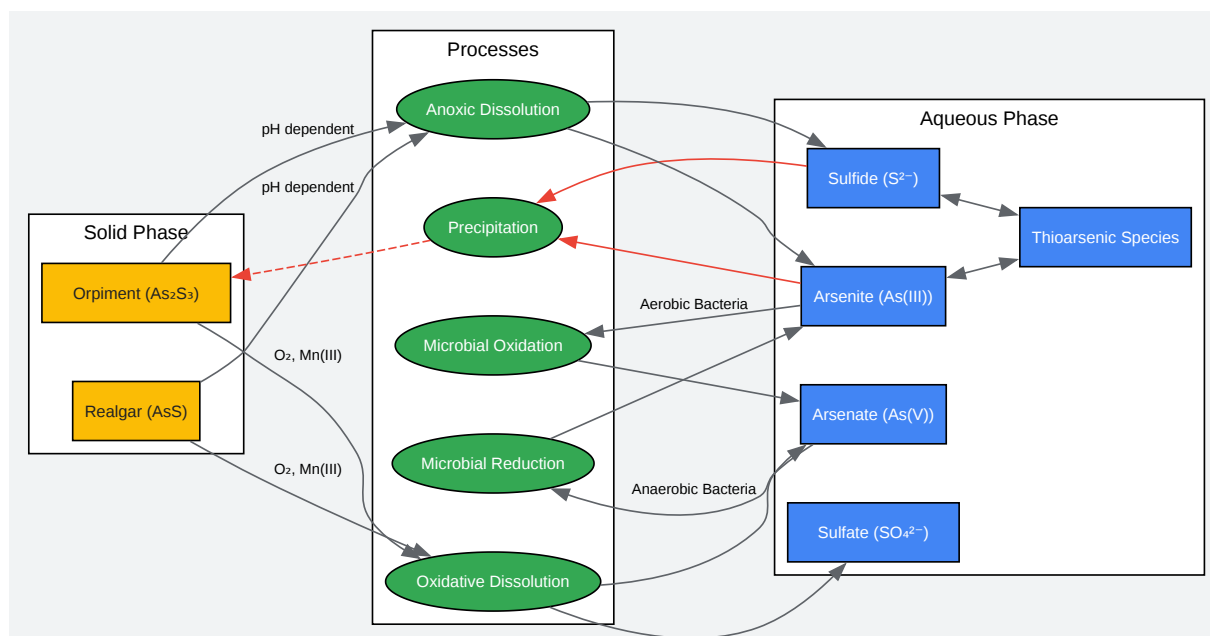 Processes
Anoxic Dissolution
Aqueous Phase
pH dependent
Sulfide (S²⁻)
pH dependent
Precipitation
Solid Phase
Thioarsenic Species
Orpiment (As₂S₃)
Arsenite (As(III))
Aerobic Bacteria
Microbial Oxidation
O₂, Mn(III)
Realgar (AsS)
Arsenate (As(V))
Microbial Reduction
O₂, Mn(III)
Anaerobic Bacteria
Sulfate (SO₄²⁻)
Oxidative Dissolution